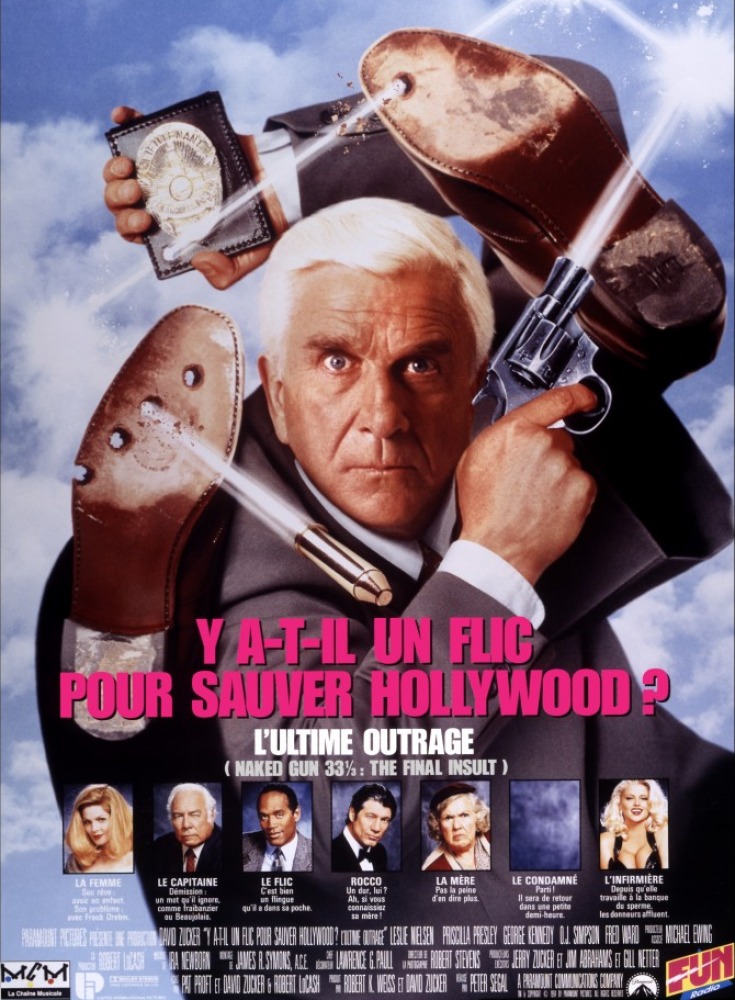 LIEUTENANT
Y A-T-IL UN FLIC
POUR SAUVER HOLLYWOOD ?
L'ULTIME OUTRAGE
( NAKED GUN 33⅓ : THE FINAL INSULT )
LA FEMME
Son rêve :
avoir un enfant.
Son problème :
avec Frank Drebin.
LE CAPITAINE
Démission :
un mot qu'il ignore,
comme fraibanzier
ou Beaujolais.
LE FLIC
C'est bien
un flingue
qu'il a dans sa poche.
ROCCO
Un dur, lui ?
Ah, si vous
connaissiez
sa mère !
LA MÈRE
Pas la peine
d'en dire plus.
LE CONDAMNÉ
Parti !
Il sera de retour
dans une petite
demi-heure.
L'INFIRMIÈRE
Depuis qu'elle
travaille à la banque
du sperme,
les donneurs affluent.
PARAMOUNT PICTURES PRÉSENTE UNE PRODUCTION DAVID ZUCKER "Y A-T-IL UN FLIC POUR SAUVER HOLLYWOOD? L'ULTIME OUTRAGE" LESLIE NIELSEN PRISCILLA PRESLEY GEORGE KENNEDY O.J. SIMPSON FRED WARD MICHAEL EWING
ROBERT LOCASH IRA NEWBORN JAMES R. SYMONS, A.C.E. LAWRENCE G. PAULL ROBERT STEVENS JERRY ZUCKER ET JIM ABRAHAMS ET GIL NETTER
PAT PROFT ET DAVID ZUCKER & ROBERT LOCASH ROBERT K. WEISS ET DAVID ZUCKER PETER SEGAL A PARAMOUNT COMMUNICATIONS COMPANY
MCM
La Chaîne Musicale
Paramount
FUN
Radio